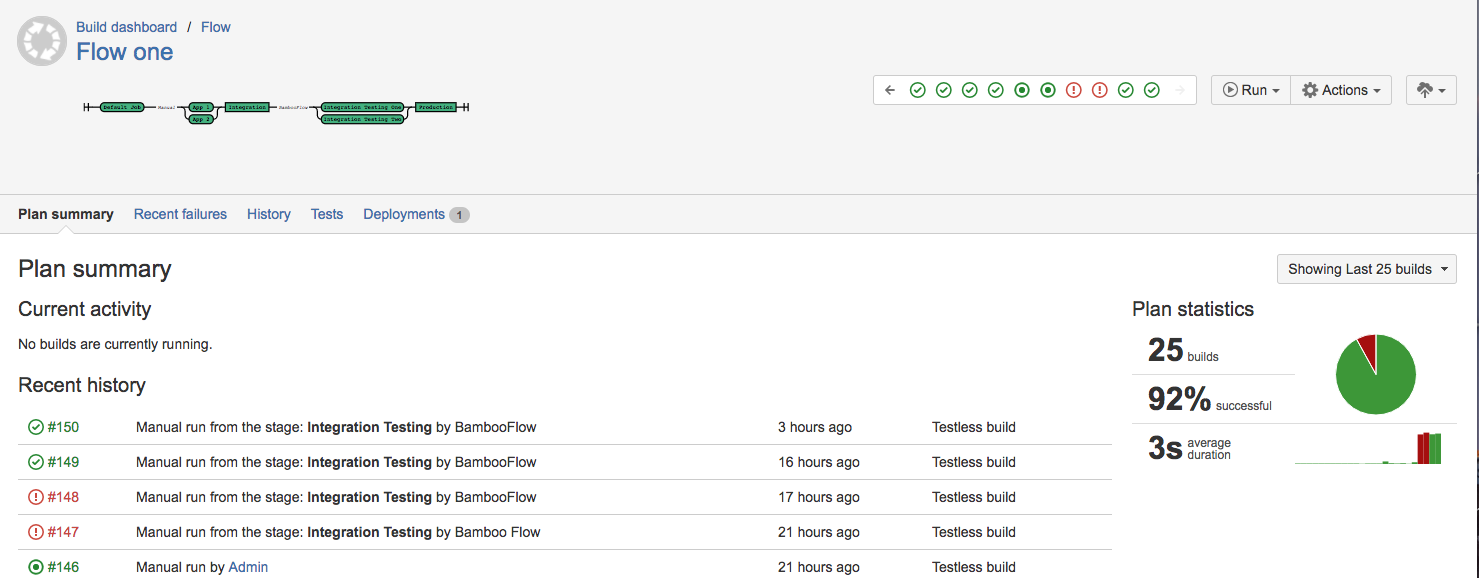 Build dashboard / Flow
Flow one
Default Job Manual App 1 Integration BambooFlow Integration Testing One Production
App 2 Integration Testing Two
Run Actions
Plan summary Recent failures History Tests Deployments 1
Plan summary
Showing Last 25 builds
Current activity
No builds are currently running.
Recent history
#150 Manual run from the stage: Integration Testing by BambooFlow 3 hours ago Testless build
#149 Manual run from the stage: Integration Testing by BambooFlow 16 hours ago Testless build
#148 Manual run from the stage: Integration Testing by BambooFlow 17 hours ago Testless build
#147 Manual run from the stage: Integration Testing by Bamboo Flow 21 hours ago Testless build
#146 Manual run by Admin 21 hours ago Testless build
Plan statistics
25 builds
92% successful
3s average
duration